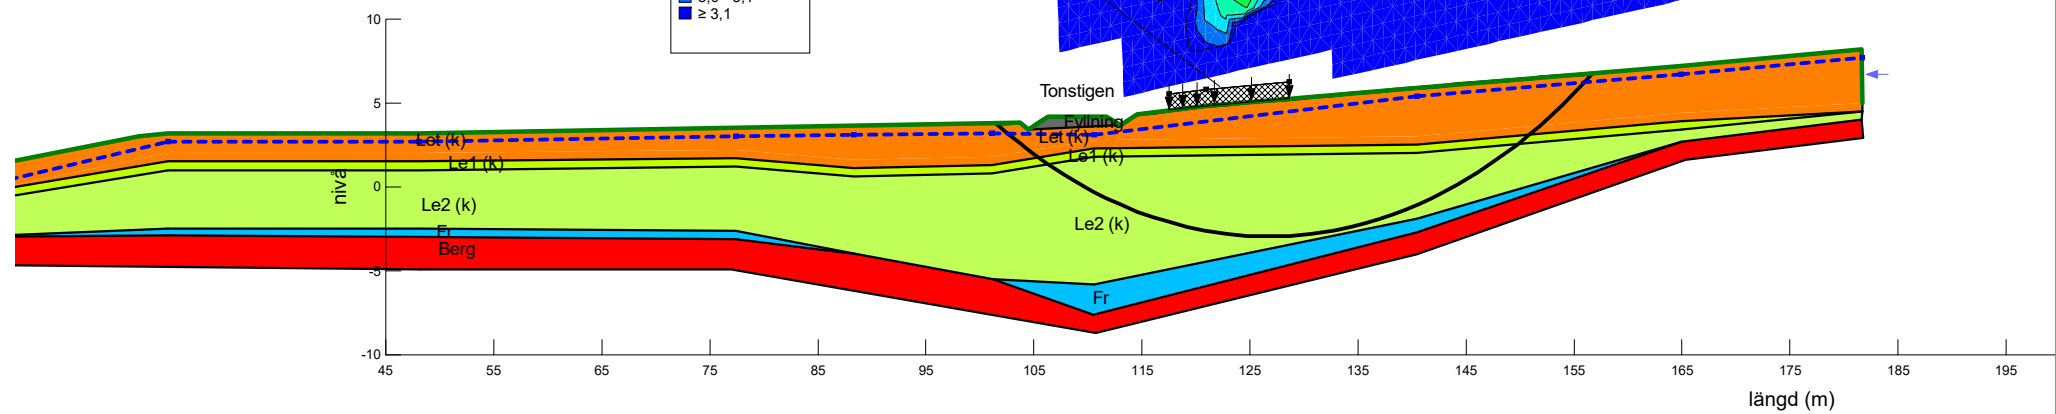 ≥ 3,1
10
5
0
-5
-10
nivå
Tonstigen
Fyllning
Let (k)
Let (k)
Le1 (k)
Le1 (k)
Le2 (k)
Le2 (k)
Fr
Berg
Fr
45 55 65 75 85 95 105 115 125 135 145 155 165 175 185 195
längd (m)